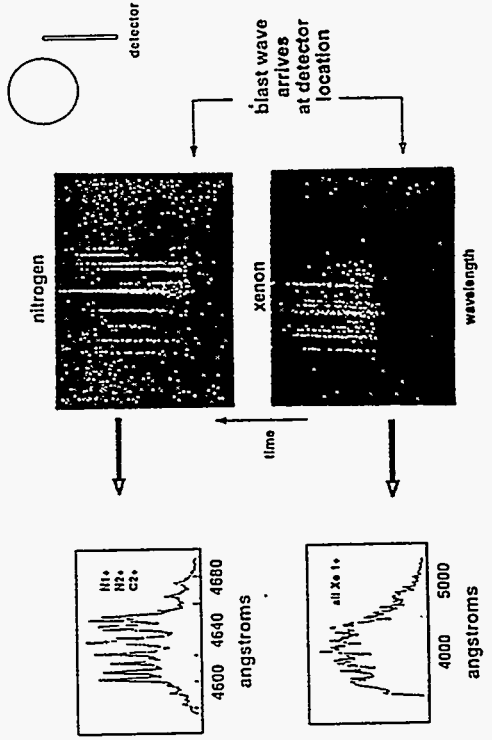 nitrogen
detector
N1+
N2+
C2+
4600 4640 4680
angstroms
time
blast wave
arrives
at detector
location
xenon
all Xe 1+
4000 5000
angstroms
wavelength